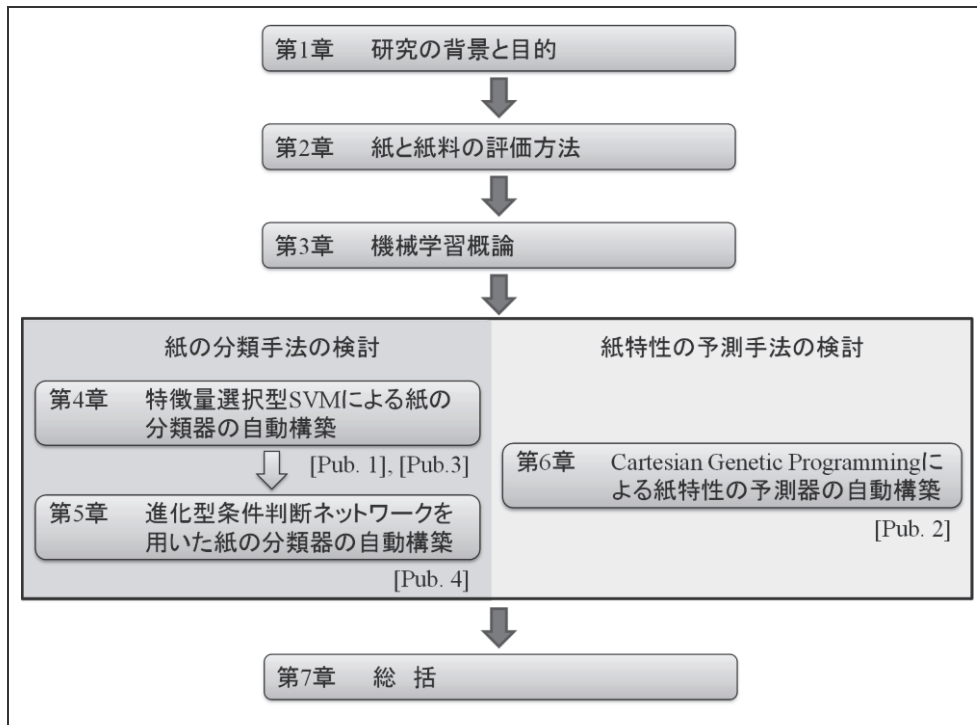 第1章 研究の背景と目的
第2章 紙と紙料の評価方法
第3章 機械学習概論
紙の分類手法の検討
第4章 特徴量選択型SVMによる紙の
分類器の自動構築
[Pub. 1], [Pub.3]
第5章 進化型条件判断ネットワークを
用いた紙の分類器の自動構築
[Pub. 4]
紙特性の予測手法の検討
第6章 Cartesian Genetic Programmingに
よる紙特性の予測器の自動構築
[Pub. 2]
第7章 総 括